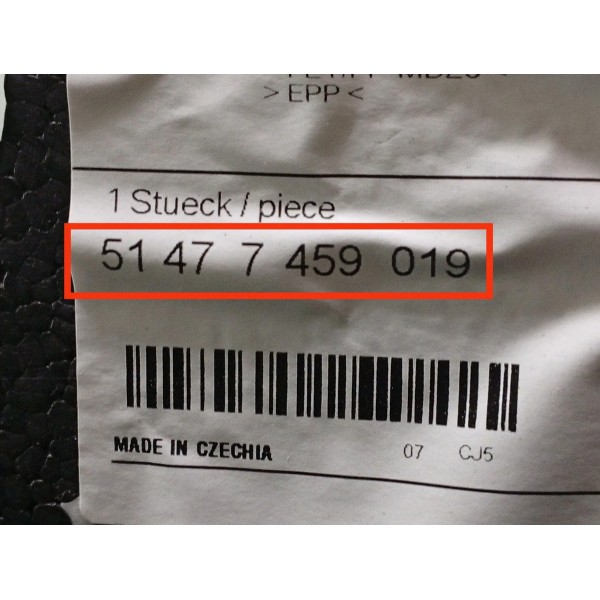 > EPP <
1 Stueck / piece
51 47 7 459 019
MADE IN CZECHIA 07 CJ5